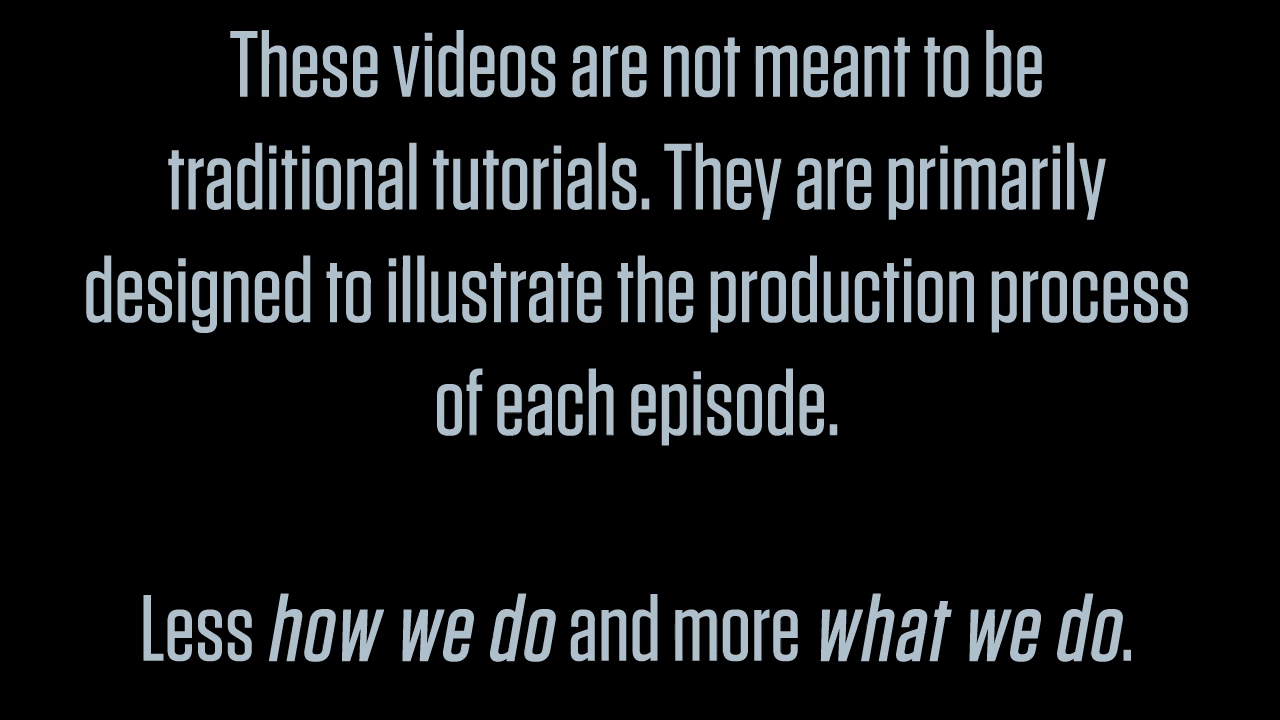 These videos are not meant to be
traditional tutorials. They are primarily
designed to illustrate the production process
of each episode.
Less how we do and more what we do.